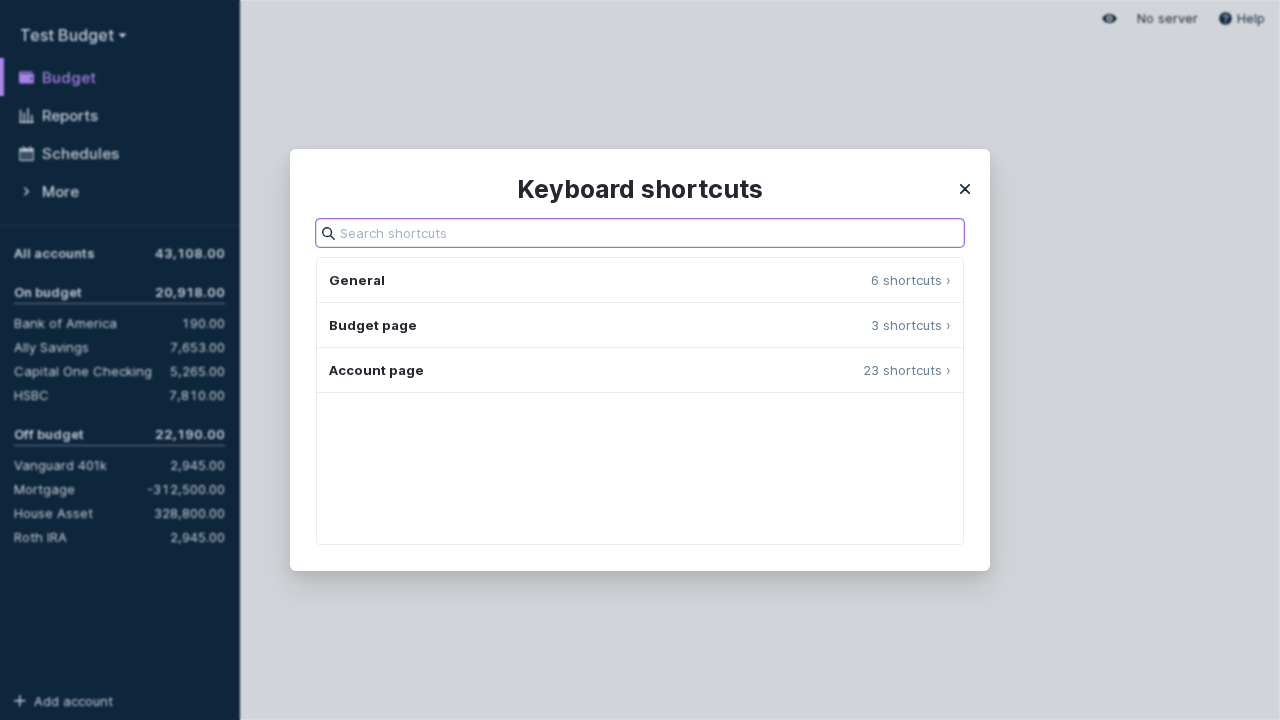 Test Budget
Budget
Reports
Schedules
More
All accounts 43,108.00
On budget 20,918.00
Bank of America 190.00
Ally Savings 7,653.00
Capital One Checking 5,265.00
HSBC 7,810.00
Off budget 22,190.00
Vanguard 401k 2,945.00
Mortgage -312,500.00
House Asset 328,800.00
Roth IRA 2,945.00
Add account
No server
Help
Keyboard shortcuts
Search shortcuts
General 6 shortcuts ›
Budget page 3 shortcuts ›
Account page 23 shortcuts ›